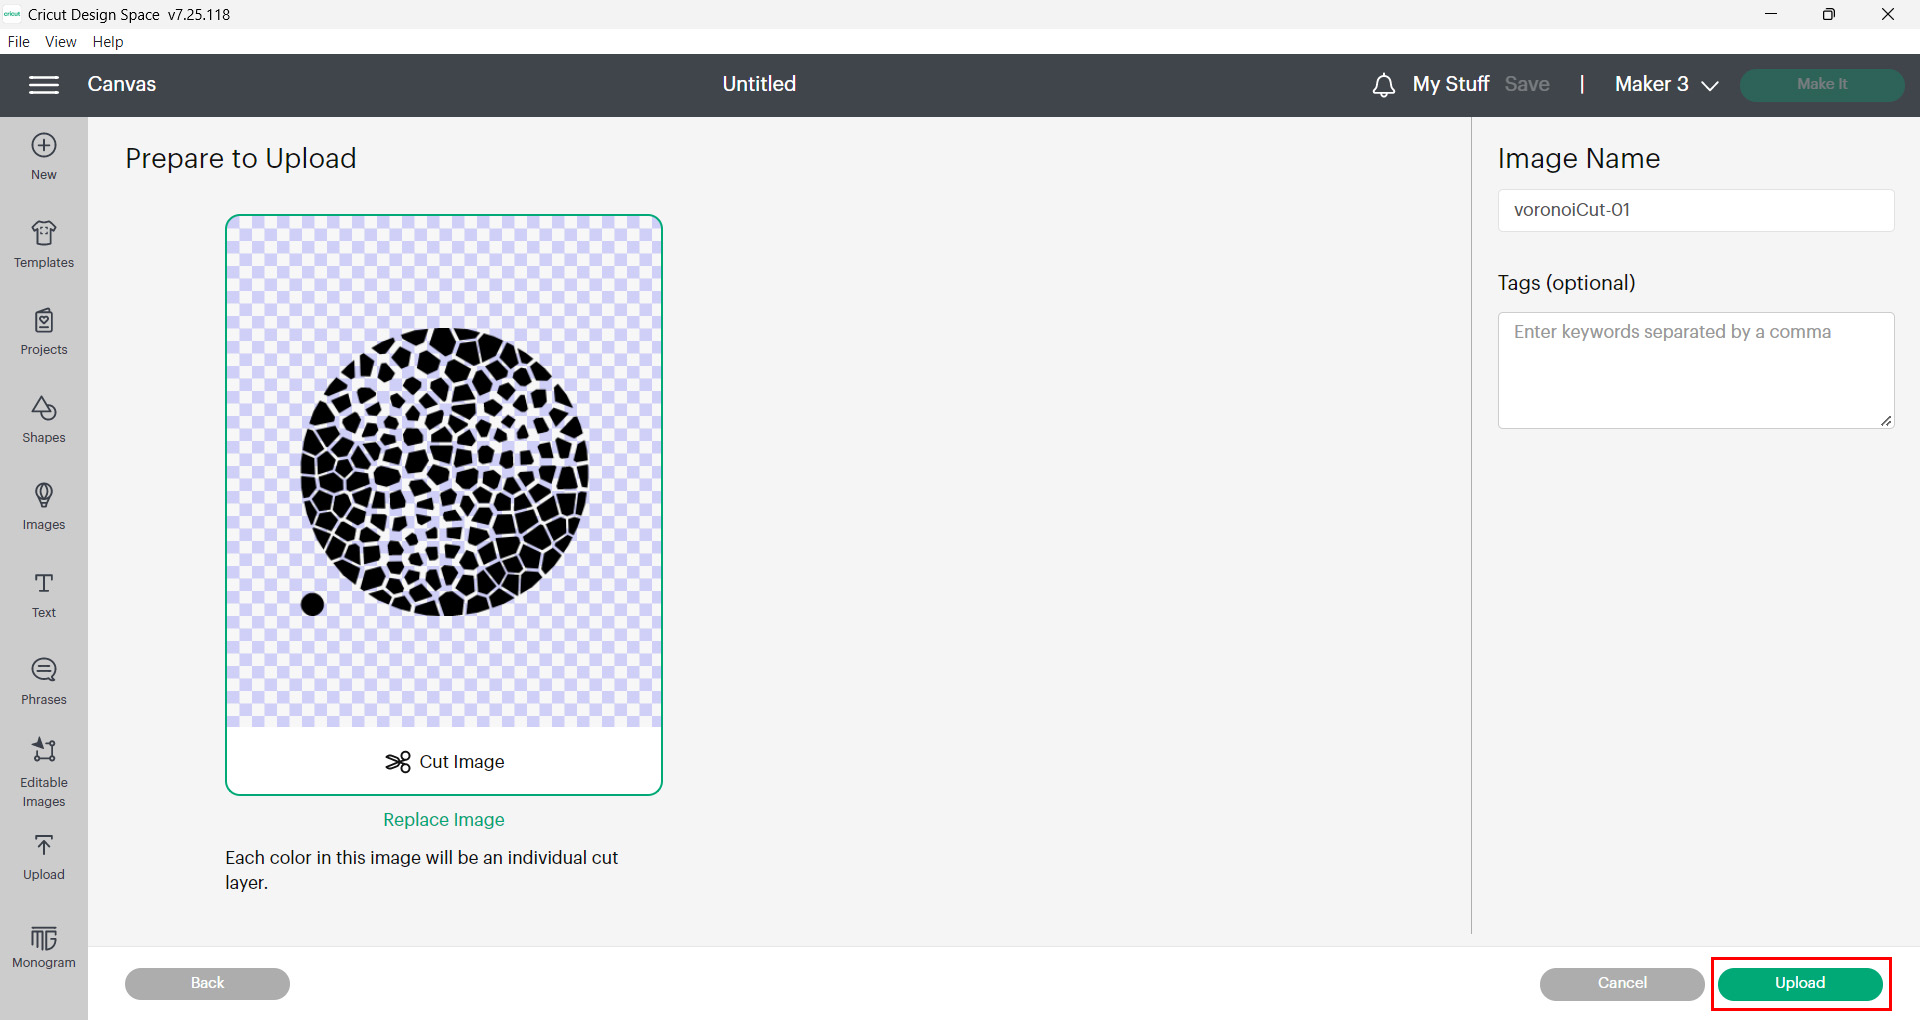 cricut Cricut Design Space v7.25.118
File View Help
Canvas Untitled My Stuff Save | Maker 3 Make It
New
Templates
Projects
Shapes
Images
Text
Phrases
Editable
Images
Upload
Monogram
Prepare to Upload
Cut Image
Replace Image
Each color in this image will be an individual cut
layer.
Image Name
voronoiCut-01
Tags (optional)
Enter keywords separated by a comma
Back Cancel Upload